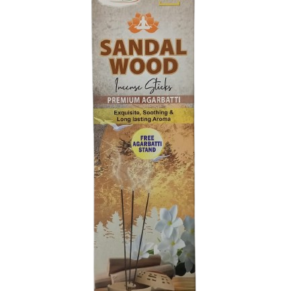 SANDAL
WOOD
Incense Sticks
PREMIUM AGARBATTI
Exquisite, Soothing &
Long lasting Aroma
FREE
AGARBATTI
STAND